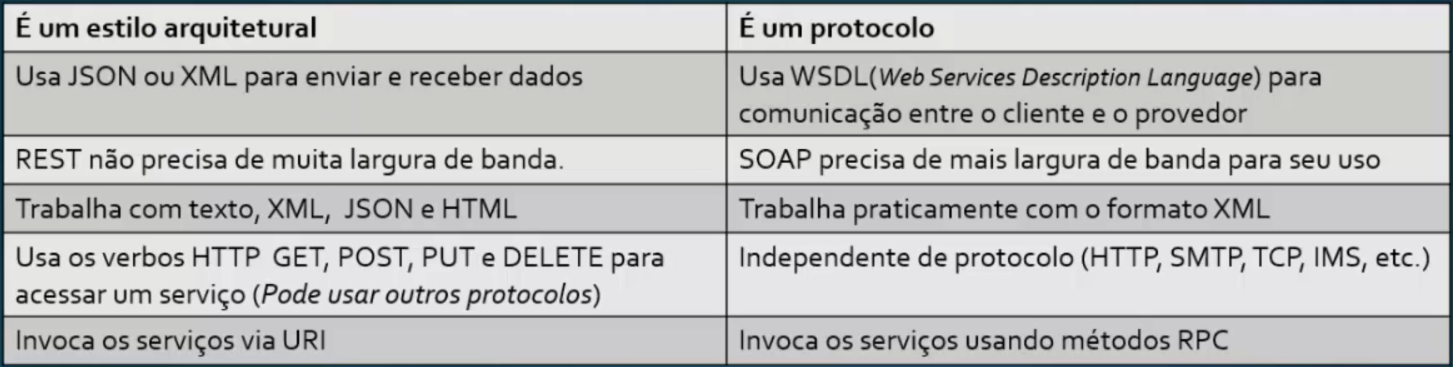 É um estilo arquitetural
É um protocolo
Usa JSON ou XML para enviar e receber dados
Usa WSDL(Web Services Description Language) para
comunicação entre o cliente e o provedor
REST não precisa de muita largura de banda.
SOAP precisa de mais largura de banda para seu uso
Trabalha com texto, XML, JSON e HTML
Trabalha praticamente com o formato XML
Usa os verbos HTTP GET, POST, PUT e DELETE para
acessar um serviço (Pode usar outros protocolos)
Independente de protocolo (HTTP, SMTP, TCP, IMS, etc.)
Invoca os serviços via URI
Invoca os serviços usando métodos RPC